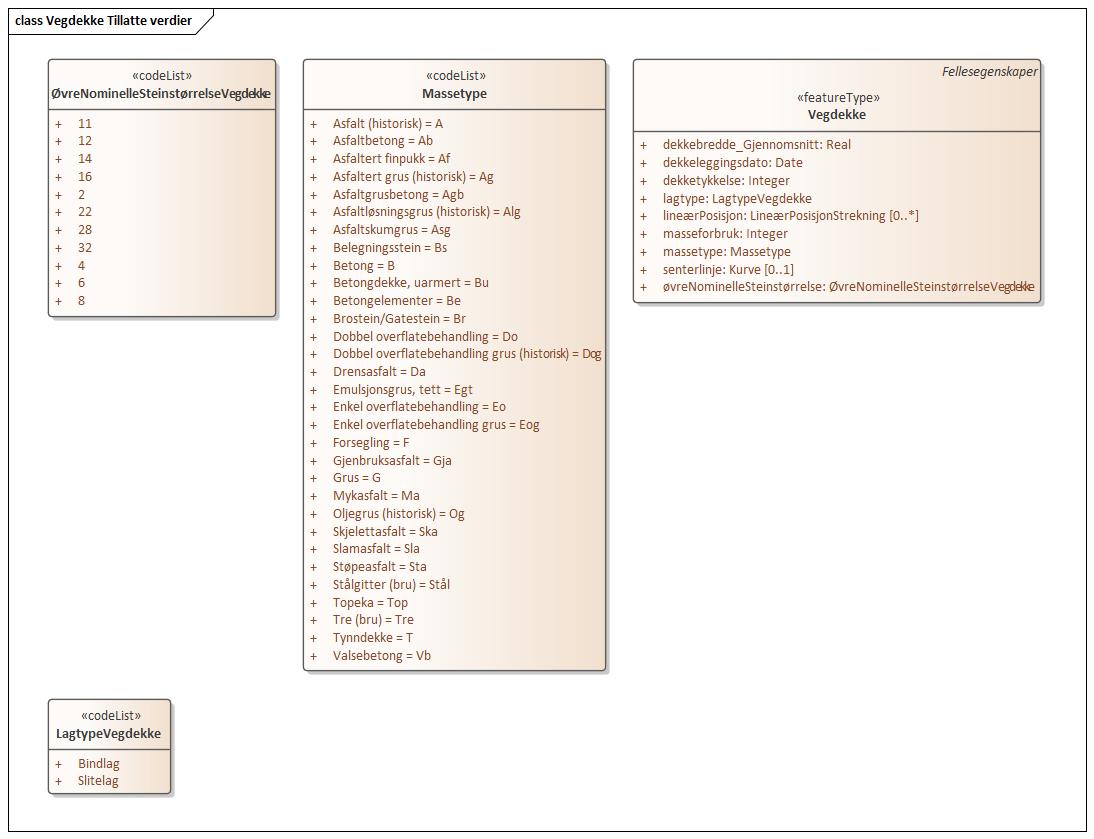 class Vegdekke Tillatte verdier
«codeList»
ØvreNominelleSteinstørrelseVegdekke
+ 11
+ 12
+ 14
+ 16
+ 2
+ 22
+ 28
+ 32
+ 4
+ 6
+ 8
«codeList»
Massetype
+ Asfalt (historisk) = A
+ Asfaltbetong = Ab
+ Asfaltert finpukk = Af
+ Asfaltert grus (historisk) = Ag
+ Asfaltgrusbetong = Agb
+ Asfaltløsningsgrus (historisk) = Alg
+ Asfaltskumgrus = Asg
+ Belegningsstein = Bs
+ Betong = B
+ Betongdekke, uarmert = Bu
+ Betongelementer = Be
+ Brostein/Gatestein = Br
+ Dobbel overflatebehandling = Do
+ Dobbel overflatebehandling grus (historisk) = Dog
+ Drensasfalt = Da
+ Emulsjonsgrus, tett = Egt
+ Enkel overflatebehandling = Eo
+ Enkel overflatebehandling grus = Eog
+ Forsegling = F
+ Gjenbruksasfalt = Gja
+ Grus = G
+ Mykasfalt = Ma
+ Oljegrus (historisk) = Og
+ Skjelettasfalt = Ska
+ Slamasfalt = Sla
+ Støpeasfalt = Sta
+ Stålgitter (bru) = Stål
+ Topeka = Top
+ Tre (bru) = Tre
+ Tynndekke = T
+ Valsebetong = Vb
Fellesegenskaper
«featureType»
Vegdekke
+ dekkebredde_Gjennomsnitt: Real
+ dekkeleggingsdato: Date
+ dekketykkelse: Integer
+ lagtype: LagtypeVegdekke
+ lineærPosisjon: LineærPosisjonStrekning [0..*]
+ masseforbruk: Integer
+ massetype: Massetype
+ senterlinje: Kurve [0..1]
+ øvreNominelleSteinstørrelse: ØvreNominelleSteinstørrelseVegdekke
«codeList»
LagtypeVegdekke
+ Bindlag
+ Slitelag